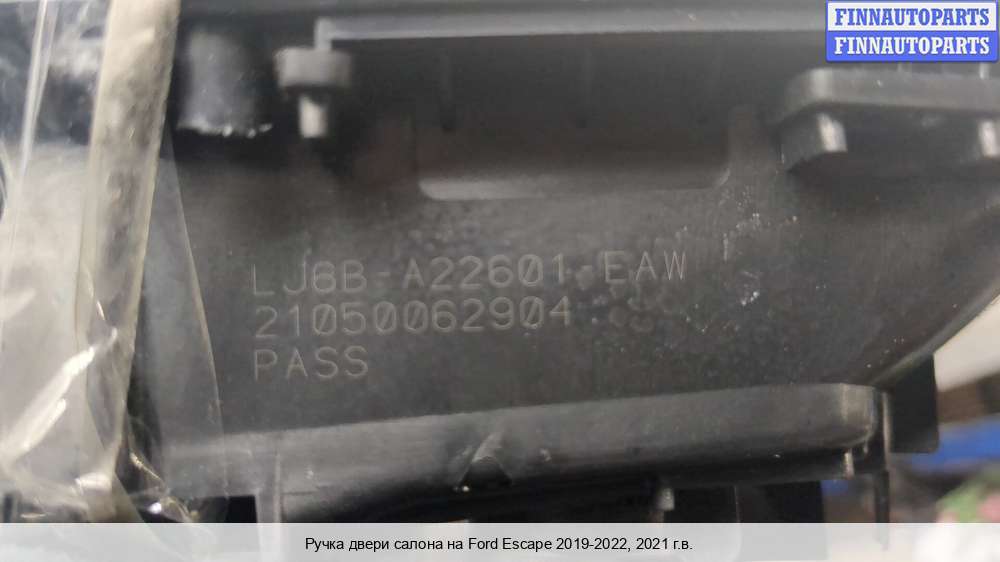 FINNAUTOPARTS
FINNAUTOPARTS
LJ6B-A22601-EAW
21050062904
PASS
Ручка двери салона на Ford Escape 2019-2022, 2021 г.в.